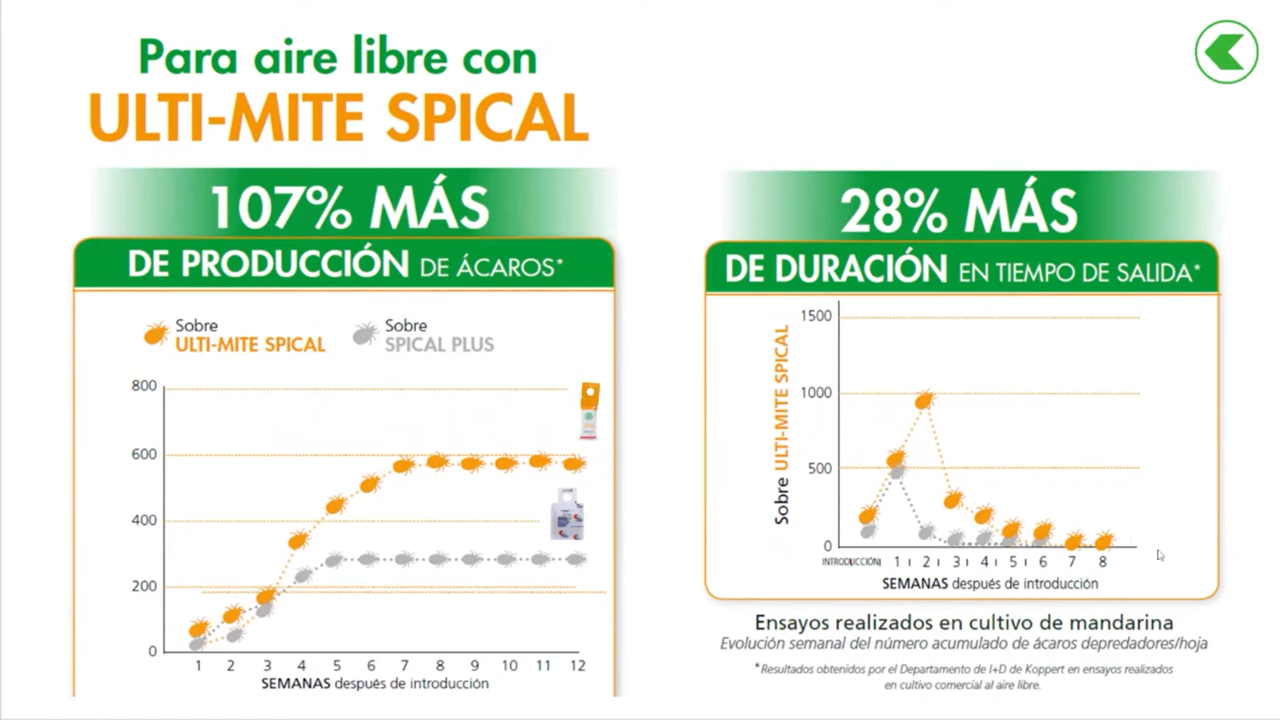 Para aire libre con
ULTI-MITE SPICAL
107% MÁS
DE PRODUCCIÓN DE ÁCAROS*
Sobre
ULTI-MITE SPICAL
Sobre
SPICAL PLUS
800
600
400
200
0
1 2 3 4 5 6 7 8 9 10 11 12
SEMANAS después de introducción
28% MÁS
DE DURACIÓN EN TIEMPO DE SALIDA*
Sobre ULTI-MITE SPICAL
1500
1000
500
0
INTRODUCCIÓN 1 2 3 4 5 6 7 8
SEMANAS después de introducción
Ensayos realizados en cultivo de mandarina
Evolución semanal del número acumulado de ácaros depredadores/hoja
*Resultados obtenidos por el Departamento de I+D de Koppert en ensayos realizados
en cultivo comercial al aire libre.